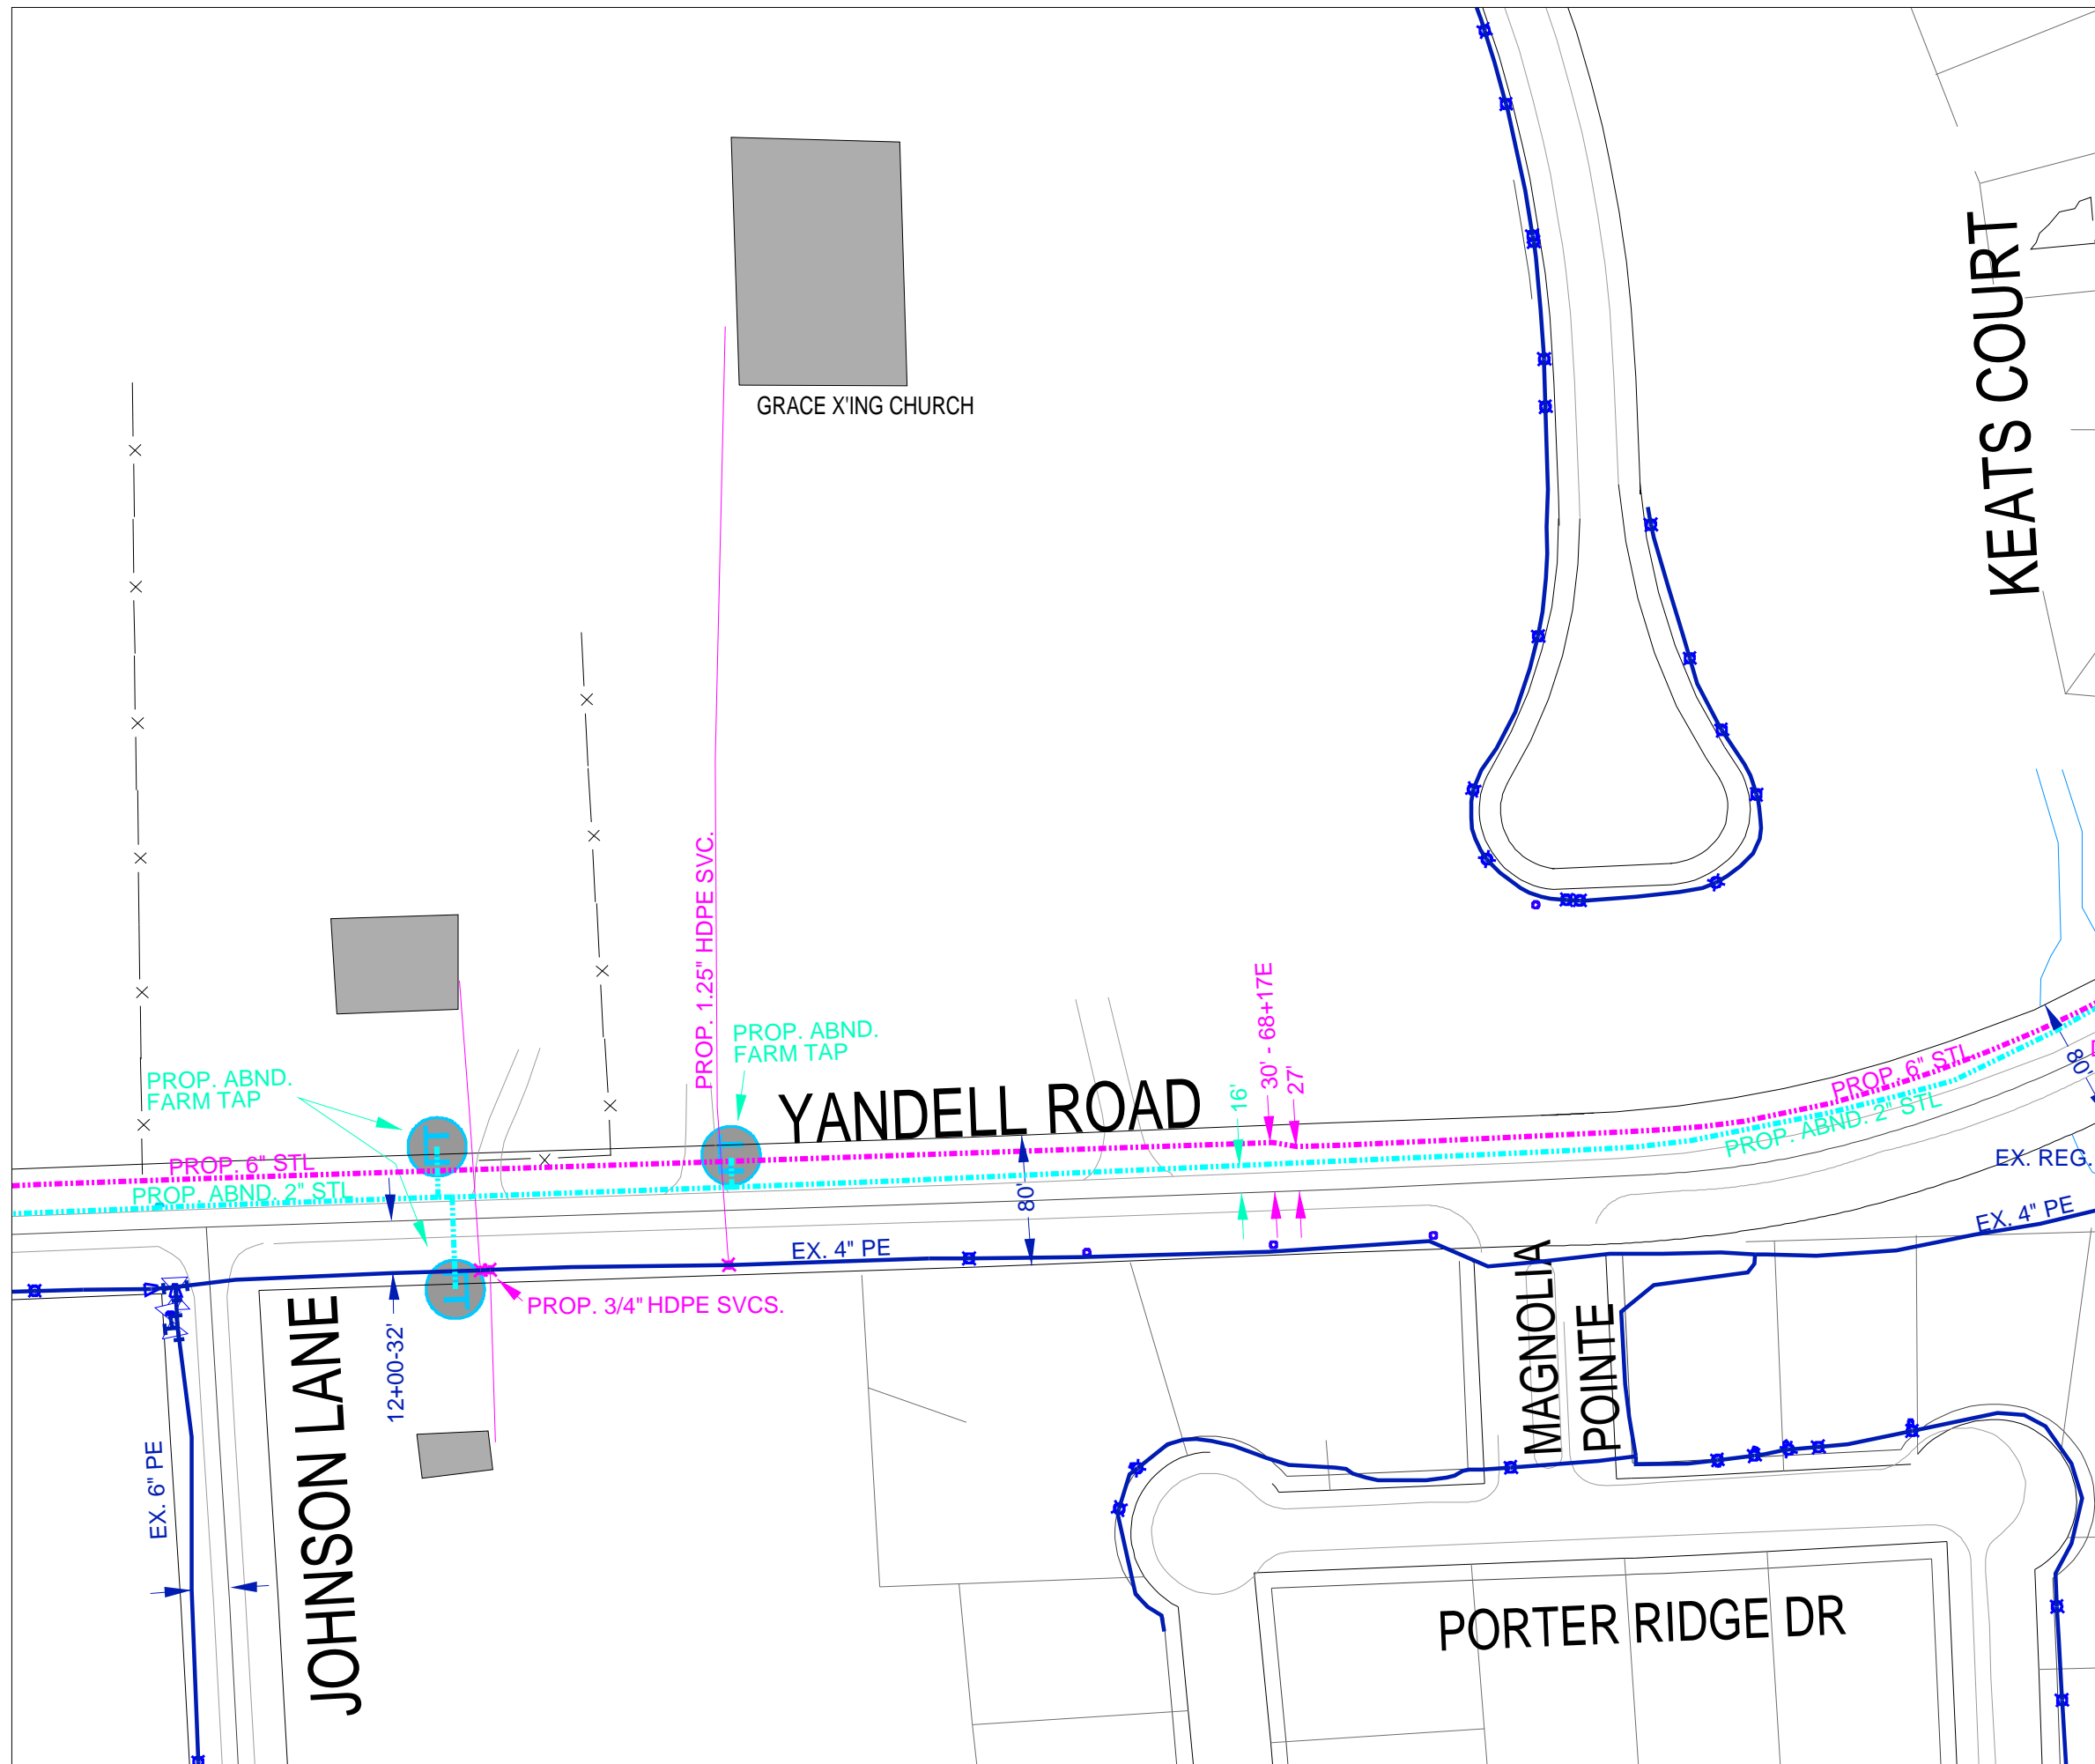 KEATS COURT
GRACE X'ING CHURCH
PROP. 1.25" HDPE SVC.
PROP. ABND.
FARM TAP
PROP. ABND.
FARM TAP
YANDELL ROAD
16'
30' - 68+17E
27'
PROP. 6" STL
PROP. ABND. 2" STL
80'
PROP. 6" STL
PROP. ABND. 2" STL
80'
EX. REG.
EX. 4" PE
EX. 4" PE
PROP. 3/4" HDPE SVCS.
12+00-32'
JOHNSON LANE
EX. 6" PE
MAGNOLIA
POINTE
PORTER RIDGE DR